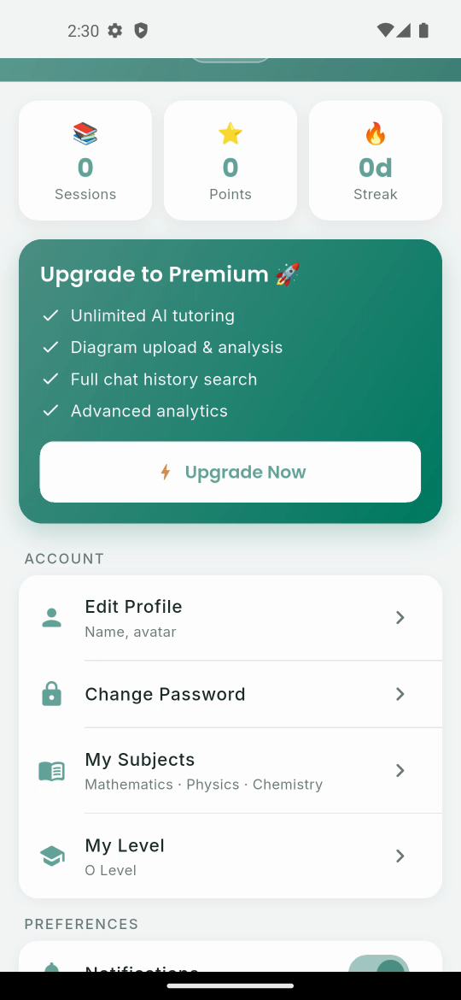 2:30
0
Sessions
0
Points
0d
Streak
Upgrade to Premium 🚀
Unlimited AI tutoring
Diagram upload & analysis
Full chat history search
Advanced analytics
Upgrade Now
ACCOUNT
Edit Profile
Name, avatar
Change Password
My Subjects
Mathematics · Physics · Chemistry
My Level
O Level
PREFERENCES
Notifications